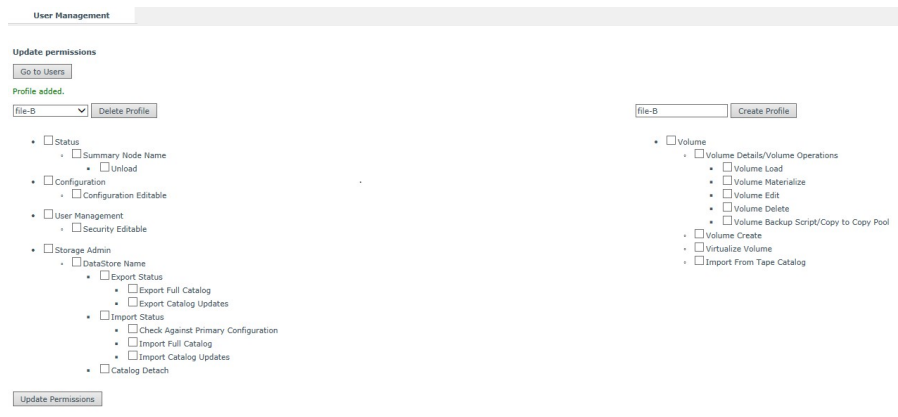 User Management
Update permissions
Go to Users
Profile added.
file-B
Delete Profile
Status
Summary Node Name
Unload
Configuration
Configuration Editable
User Management
Security Editable
Storage Admin
DataStore Name
Export Status
Export Full Catalog
Export Catalog Updates
Import Status
Check Against Primary Configuration
Import Full Catalog
Import Catalog Updates
Catalog Detach
Update Permissions
file-B
Create Profile
Volume
Volume Details/Volume Operations
Volume Load
Volume Materialize
Volume Edit
Volume Delete
Volume Backup Script/Copy to Copy Pool
Volume Create
Virtualize Volume
Import From Tape Catalog